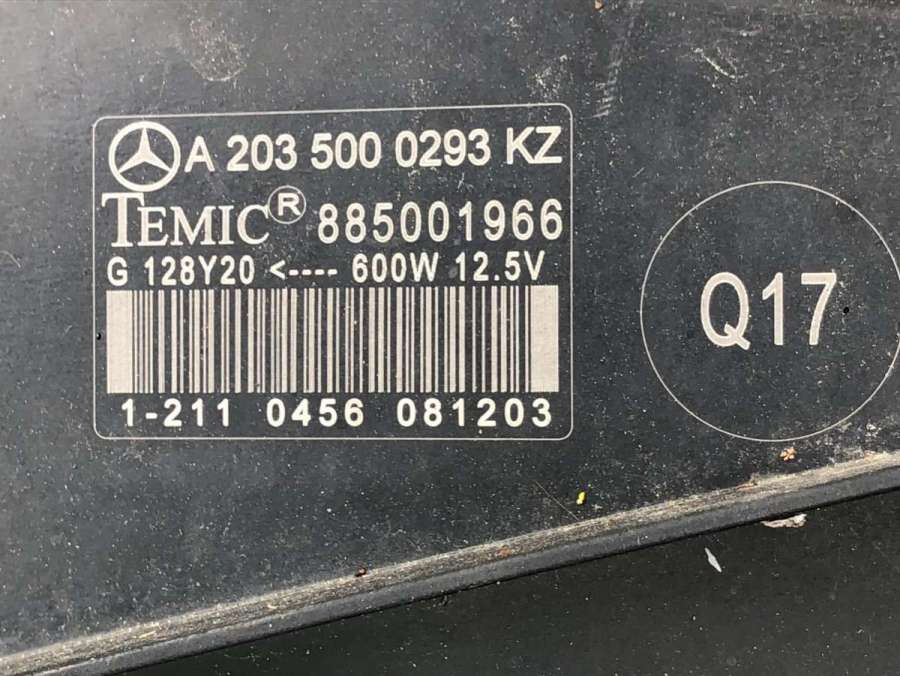 A 203 500 0293 KZ
TEMIC® 885001966
G 128Y20 <---- 600W 12.5V
1-211 0456 081203
Q17